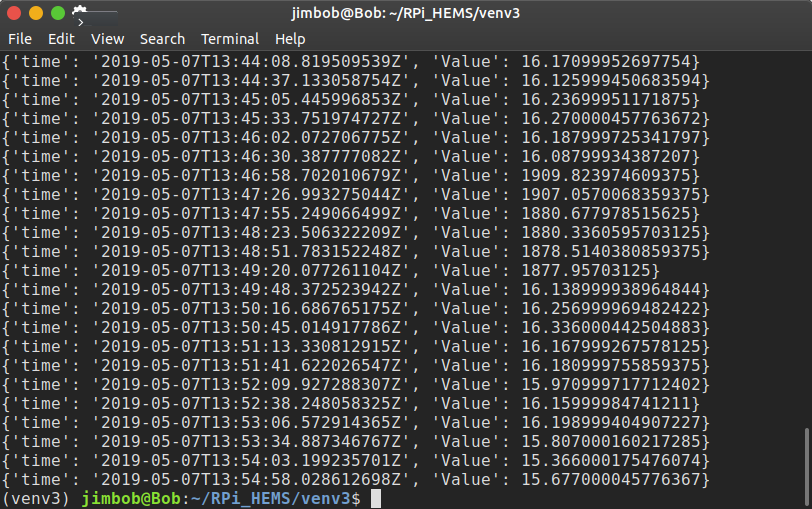 jimbob@Bob: ~/RPi_HEMS/venv3
File Edit View Search Terminal Help
{'time': '2019-05-07T13:44:08.819509539Z', 'Value': 16.17099952697754}
{'time': '2019-05-07T13:44:37.133058754Z', 'Value': 16.125999450683594}
{'time': '2019-05-07T13:45:05.445996853Z', 'Value': 16.23699951171875}
{'time': '2019-05-07T13:45:33.751974727Z', 'Value': 16.270000457763672}
{'time': '2019-05-07T13:46:02.072706775Z', 'Value': 16.187999725341797}
{'time': '2019-05-07T13:46:30.387777082Z', 'Value': 16.08799934387207}
{'time': '2019-05-07T13:46:58.702010679Z', 'Value': 1909.823974609375}
{'time': '2019-05-07T13:47:26.993275044Z', 'Value': 1907.0570068359375}
{'time': '2019-05-07T13:47:55.249066499Z', 'Value': 1880.677978515625}
{'time': '2019-05-07T13:48:23.506322209Z', 'Value': 1880.3360595703125}
{'time': '2019-05-07T13:48:51.783152248Z', 'Value': 1878.5140380859375}
{'time': '2019-05-07T13:49:20.077261104Z', 'Value': 1877.95703125}
{'time': '2019-05-07T13:49:48.372523942Z', 'Value': 16.138999938964844}
{'time': '2019-05-07T13:50:16.686765175Z', 'Value': 16.256999969482422}
{'time': '2019-05-07T13:50:45.014917786Z', 'Value': 16.336000442504883}
{'time': '2019-05-07T13:51:13.330812915Z', 'Value': 16.167999267578125}
{'time': '2019-05-07T13:51:41.622026547Z', 'Value': 16.180999755859375}
{'time': '2019-05-07T13:52:09.927288307Z', 'Value': 15.970999717712402}
{'time': '2019-05-07T13:52:38.248058325Z', 'Value': 16.15999984741211}
{'time': '2019-05-07T13:53:06.572914365Z', 'Value': 16.198999404907227}
{'time': '2019-05-07T13:53:34.887346767Z', 'Value': 15.807000160217285}
{'time': '2019-05-07T13:54:03.199235701Z', 'Value': 15.366000175476074}
{'time': '2019-05-07T13:54:58.028612698Z', 'Value': 15.677000045776367}
(venv3) jimbob@Bob:~/RPi_HEMS/venv3$